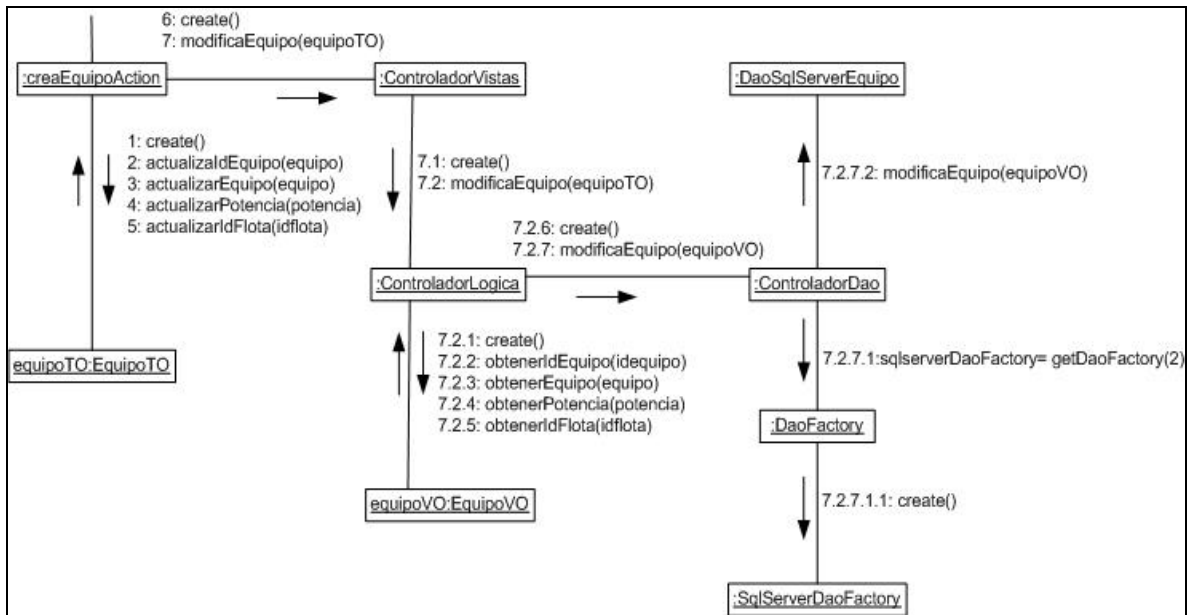 6: create()
7: modificaEquipo(equipoTO)
:creaEquipoAction
:ControladorVistas
:DaoSqlServerEquipo
1: create()
2: actualizaIdEquipo(equipo)
3: actualizarEquipo(equipo)
4: actualizarPotencia(potencia)
5: actualizarIdFlota(idflota)
7.1: create()
7.2: modificaEquipo(equipoTO)
7.2.7.2: modificaEquipo(equipoVO)
7.2.6: create()
7.2.7: modificaEquipo(equipoVO)
:ControladorLogica
:ControladorDao
equipoTO:EquipoTO
7.2.1: create()
7.2.2: obtenerIdEquipo(idequipo)
7.2.3: obtenerEquipo(equipo)
7.2.4: obtenerPotencia(potencia)
7.2.5: obtenerIdFlota(idflota)
7.2.7.1:sqlserverDaoFactory= getDaoFactory(2)
:DaoFactory
equipoVO:EquipoVO
7.2.7.1.1: create()
:SqlServerDaoFactory